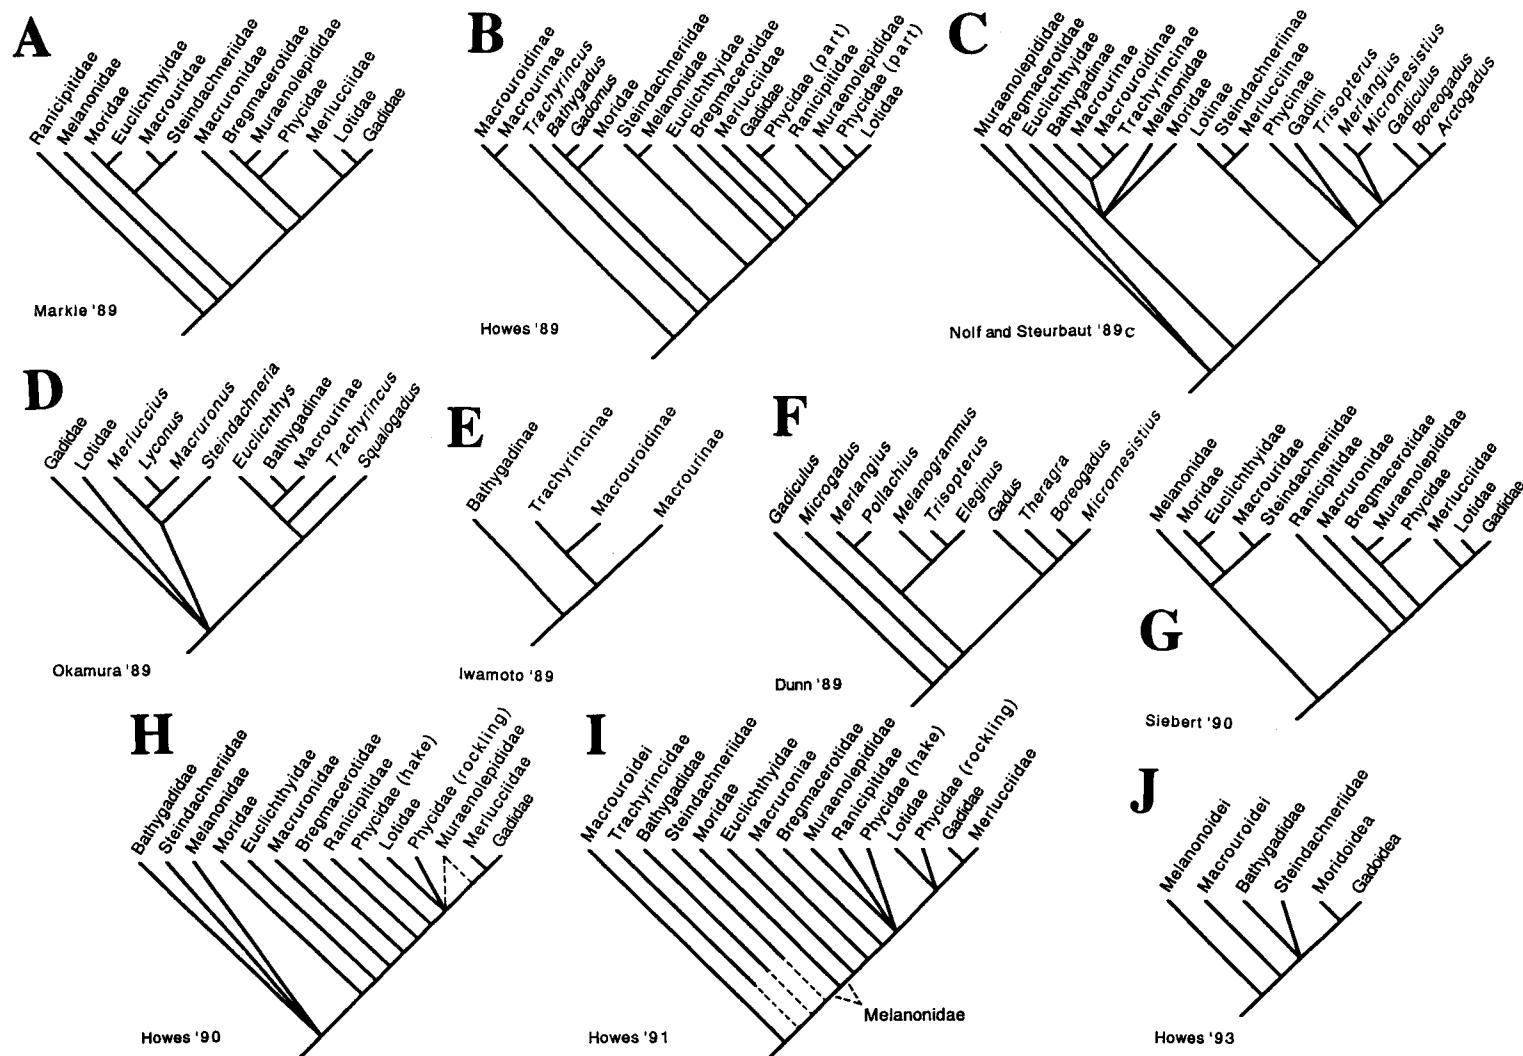 A
Ranicipitidae
Melanonidae
Moridae
Euclichthyidae
Macrouridae
Steindachneriidae
Macruronidae
Bregmacerotidae
Muraenolepididae
Phycidae
Merlucciidae
Lotidae
Gadidae
Markle '89
B
Macrouroidinae
Macrourinae
Trachyrincus
Bathygadus
Gadomus
Moridae
Steindachneriidae
Melanonidae
Euclichthyidae
Bregmacerotidae
Merlucciidae
Gadidae
Phycidae (part)
Ranicipitidae
Muraenolepididae
Phycidae (part)
Lotidae
Howes '89
C
Muraenolepididae
Bregmacerotidae
Euclichthyidae
Bathygadinae
Macrourinae
Macrouroidinae
Trachyrincinae
Melanonidae
Moridae
Lotinae
Steindachneriinae
Merlucciinae
Phycinae
Gadini
Trisopterus
Merlangius
Micromesistius
Gadiculus
Boreogadus
Arctogadus
Nolf and Steurbaut '89c
D
Gadidae
Lotidae
Merluccius
Lyconus
Macruronus
Steindachneria
Euclichthys
Bathygadinae
Macrourinae
Trachyrincus
Squalogadus
Okamura '89
E
Bathygadinae
Trachyrincinae
Macrouroidinae
Macrourinae
Iwamoto '89
F
Gadiculus
Microgadus
Merlangius
Pollachius
Melanogrammus
Trisopterus
Eleginus
Gadus
Theragra
Boreogadus
Micromesistius
Dunn '89
G
Melanonidae
Moridae
Euclichthyidae
Macrouridae
Steindachneriidae
Ranicipitidae
Macruronidae
Bregmacerotidae
Muraenolepididae
Phycidae
Merlucciidae
Lotidae
Gadidae
Siebert '90
H
Bathygadidae
Steindachneriidae
Melanonidae
Moridae
Euclichthyidae
Macruronidae
Bregmacerotidae
Ranicipitidae
Phycidae (hake)
Lotidae
Phycidae (rockling)
Muraenolepididae
Merlucciidae
Gadidae
Howes '90
I
Macrouroidei
Trachyrincidae
Bathygadidae
Steindachneriidae
Moridae
Euclichthyidae
Macruroniae
Bregmacerotidae
Muraenolepididae
Ranicipitidae
Phycidae (hake)
Lotidae
Phycidae (rockling)
Gadidae
Merlucciidae
Melanonidae
Howes '91
J
Melanonoidei
Macrouroidei
Bathygadidae
Steindachneriidae
Moridoidea
Gadoidea
Howes '93